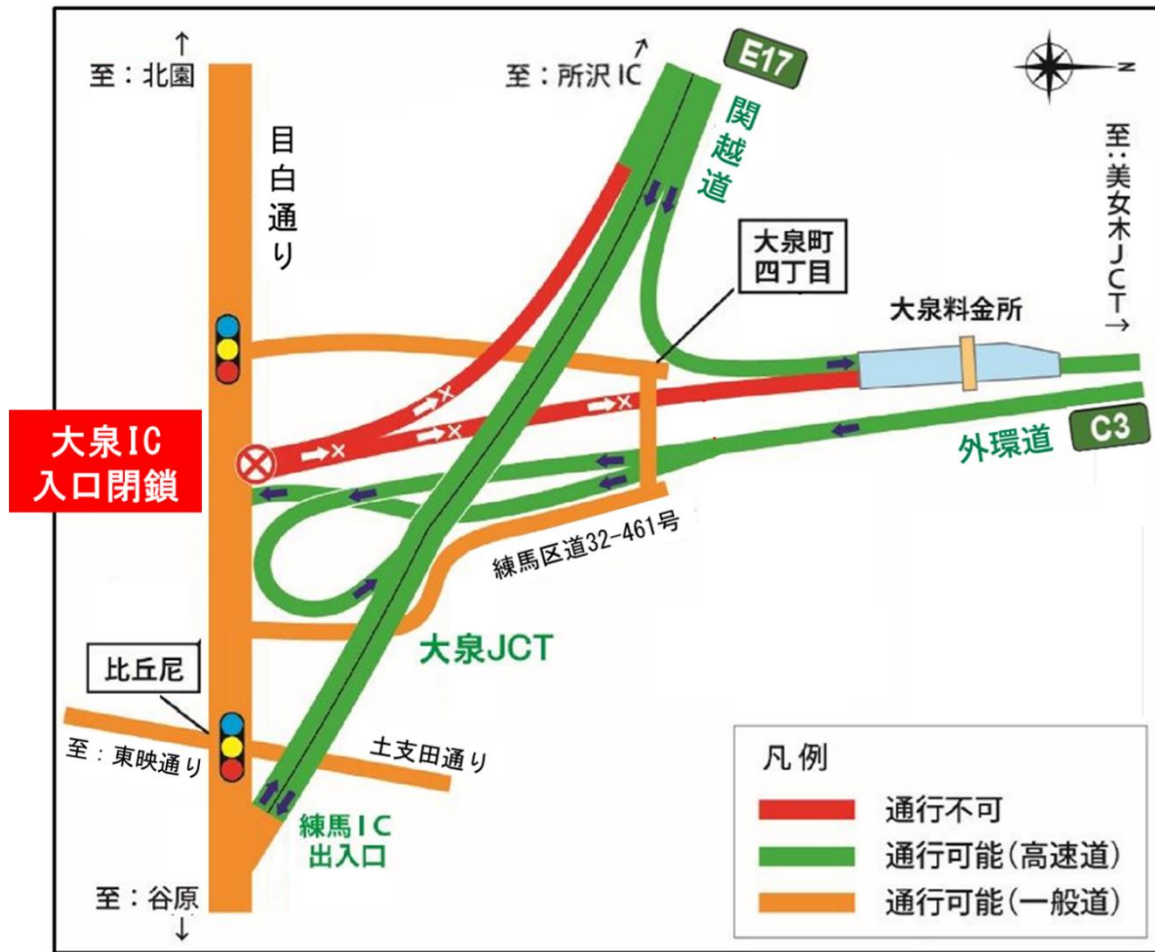 ↑
至：北園
至：所沢IC
↑
E17
関越道
N
至：美女木JCT→
目白通り
大泉町
四丁目
大泉料金所
大泉IC
入口閉鎖
外環道
C3
練馬区道32-461号
大泉JCT
比丘尼
至：東映通り
土支田通り
練馬IC
出入口
至：谷原
↓
凡例
通行不可
通行可能(高速道)
通行可能(一般道)